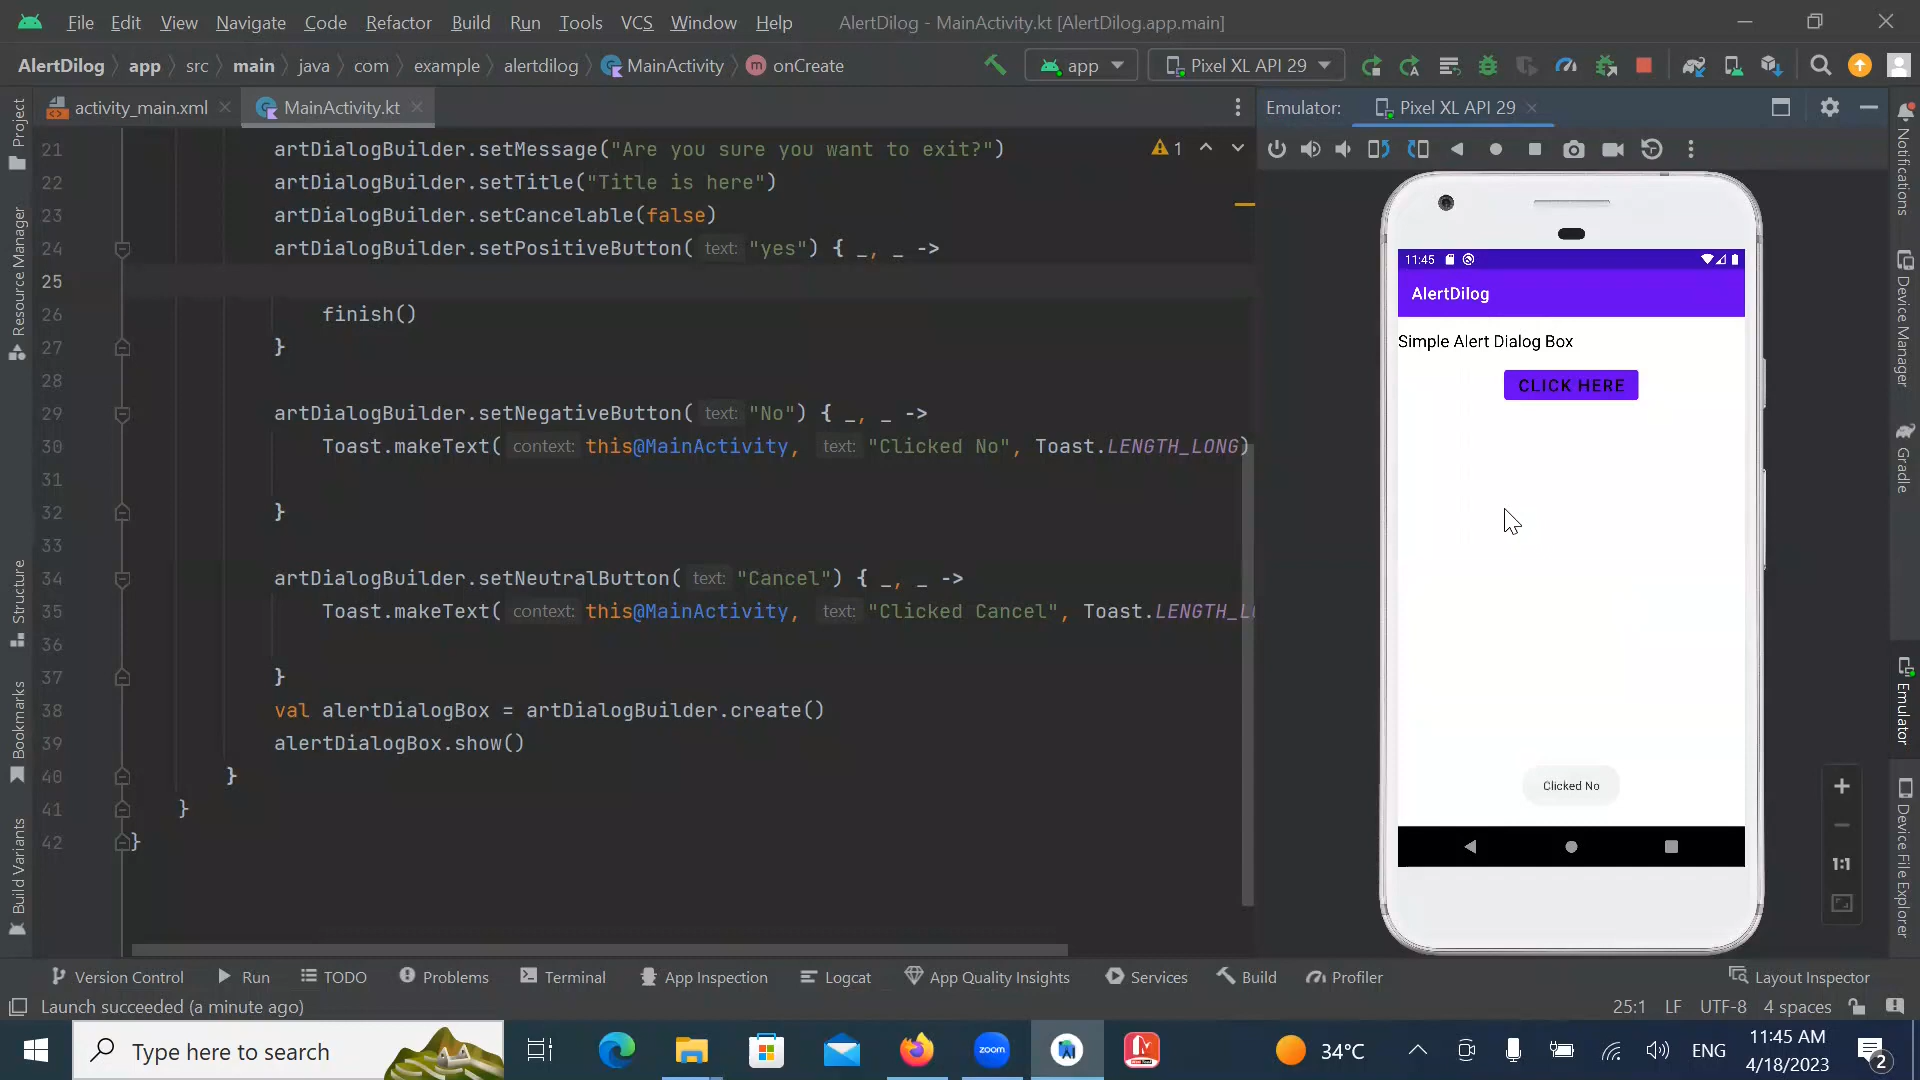 File Edit View Navigate Code Refactor Build Run Tools VCS Window Help AlertDilog - MainActivity.kt [AlertDilog.app.main]
AlertDilog app src main java com example alertdilog MainActivity m onCreate app Pixel XL API 29
activity_main.xml MainActivity.kt Emulator: Pixel XL API 29
21 artDialogBuilder.setMessage("Are you sure you want to exit?") 1
22 artDialogBuilder.setTitle("Title is here")
23 artDialogBuilder.setCancelable(false)
24 artDialogBuilder.setPositiveButton( text: "yes") { _, _ ->
25
26 finish()
27 }
28
29 artDialogBuilder.setNegativeButton( text: "No") { _, _ ->
30 Toast.makeText( context: this@MainActivity, text: "Clicked No", Toast.LENGTH_LONG)
31
32 }
33
34 artDialogBuilder.setNeutralButton( text: "Cancel") { _, _ ->
35 Toast.makeText( context: this@MainActivity, text: "Clicked Cancel", Toast.LENGTH_L
36
37 }
38 val alertDialogBox = artDialogBuilder.create()
39 alertDialogBox.show()
40 }
41 }
42 }
11:45
AlertDilog
Simple Alert Dialog Box
CLICK HERE
Clicked No
1:1
Project
Resource Manager
Structure
Bookmarks
Build Variants
Notifications
Device Manager
Gradle
Emulator
Device File Explorer
Version Control Run TODO Problems Terminal App Inspection Logcat App Quality Insights Services Build Profiler Layout Inspector
Launch succeeded (a minute ago) 25:1 LF UTF-8 4 spaces
Type here to search zoom 34°C ENG 11:45 AM
4/18/2023 2